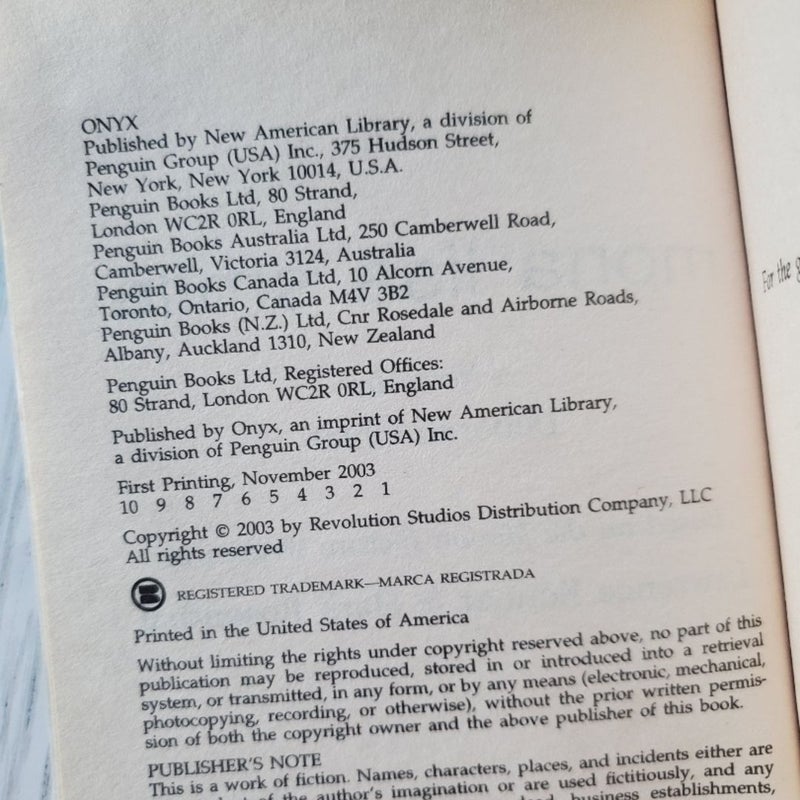 ONYX
Published by New American Library, a division of
Penguin Group (USA) Inc., 375 Hudson Street,
New York, New York 10014, U.S.A.
Penguin Books Ltd, 80 Strand,
London WC2R 0RL, England
Penguin Books Australia Ltd, 250 Camberwell Road,
Camberwell, Victoria 3124, Australia
Penguin Books Canada Ltd, 10 Alcorn Avenue,
Toronto, Ontario, Canada M4V 3B2
Penguin Books (N.Z.) Ltd, Cnr Rosedale and Airborne Roads,
Albany, Auckland 1310, New Zealand
Penguin Books Ltd, Registered Offices:
80 Strand, London WC2R 0RL, England
Published by Onyx, an imprint of New American Library,
a division of Penguin Group (USA) Inc.
First Printing, November 2003
10 9 8 7 6 5 4 3 2 1
Copyright © 2003 by Revolution Studios Distribution Company, LLC
All rights reserved
REGISTERED TRADEMARK—MARCA REGISTRADA
Printed in the United States of America
Without limiting the rights under copyright reserved above, no part of this
publication may be reproduced, stored in or introduced into a retrieval
system, or transmitted, in any form, or by any means (electronic, mechanical,
photocopying, recording, or otherwise), without the prior written permis-
sion of both the copyright owner and the above publisher of this book.
PUBLISHER'S NOTE
This is a work of fiction. Names, characters, places, and incidents either are
of the author's imagination or are used fictitiously, and any
business establishments,
For the